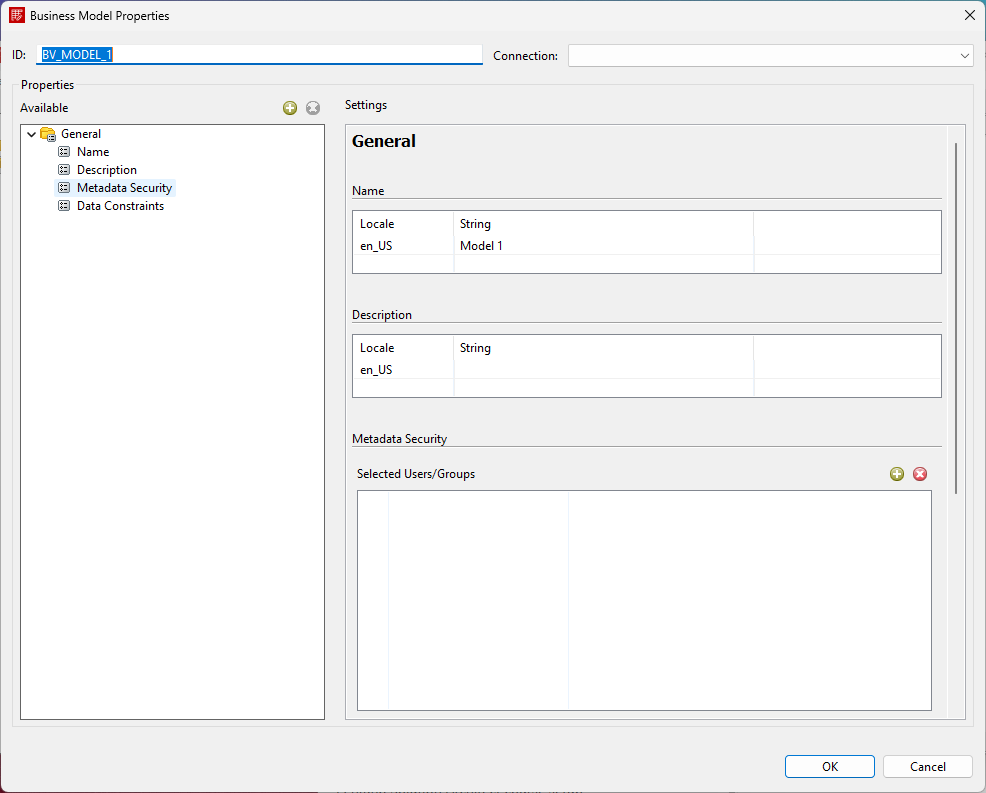 Business Model Properties
ID: BV_MODEL_1 Connection:
Properties
Available
General
Name
Description
Metadata Security
Data Constraints
Settings
General
Name
Locale String
en_US Model 1
Description
Locale String
en_US
Metadata Security
Selected Users/Groups
OK Cancel